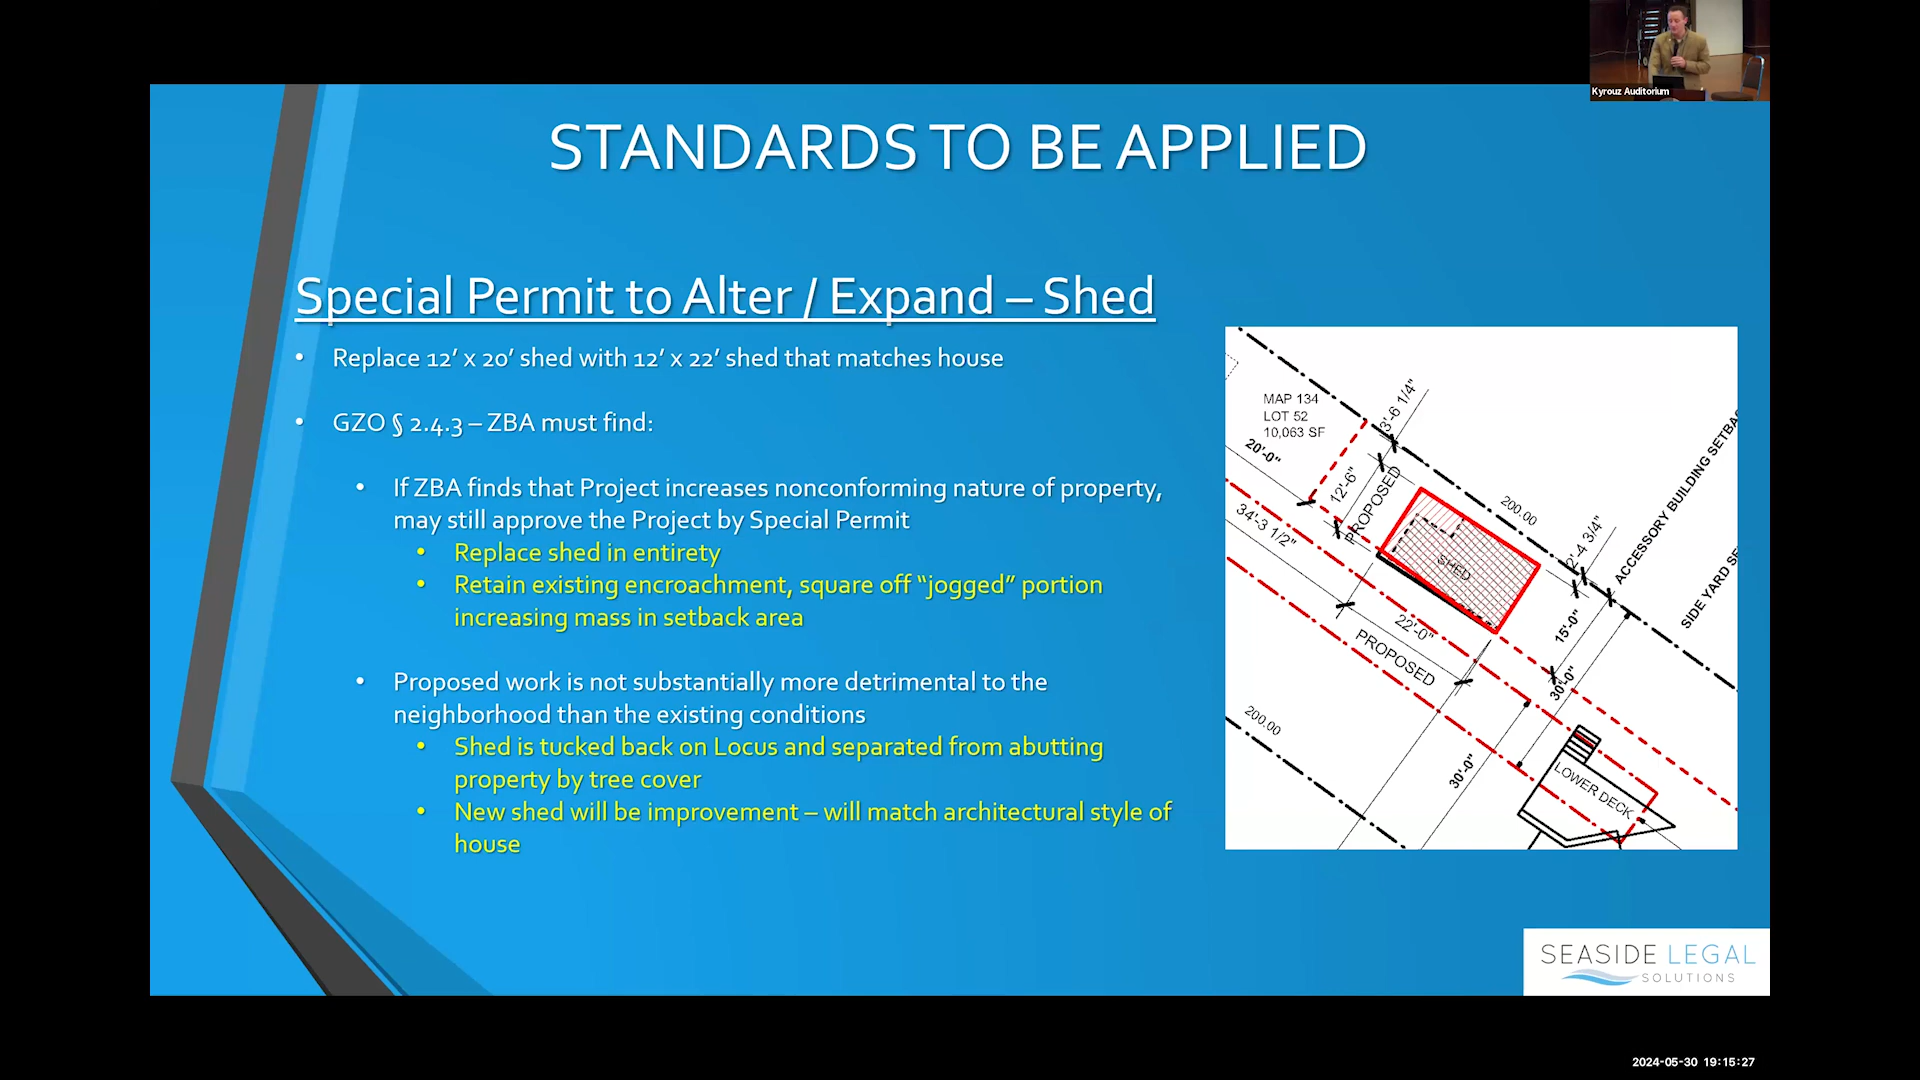 Kyrouz Auditorium
STANDARDS TO BE APPLIED
Special Permit to Alter / Expand – Shed
• Replace 12’ x 20’ shed with 12’ x 22’ shed that matches house
• GZO § 2.4.3 – ZBA must find:
• If ZBA finds that Project increases nonconforming nature of property,
may still approve the Project by Special Permit
• Replace shed in entirety
• Retain existing encroachment, square off “jogged” portion
increasing mass in setback area
• Proposed work is not substantially more detrimental to the
neighborhood than the existing conditions
• Shed is tucked back on Locus and separated from abutting
property by tree cover
• New shed will be improvement – will match architectural style of
house
MAP 134
LOT 52
10,063 SF
20'-0"
34'-3 1/2"
3'-6 1/4"
12'-6"
PROPOSED
200.00
SHED
2'-4 3/4"
ACCESSORY BUILDING
SIDE YARD
15'-0"
30'-0"
22'-0"
PROPOSED
200.00
30'-0"
LOWER DECK
SEASIDE LEGAL
SOLUTIONS
2024-05-30 19:15:27